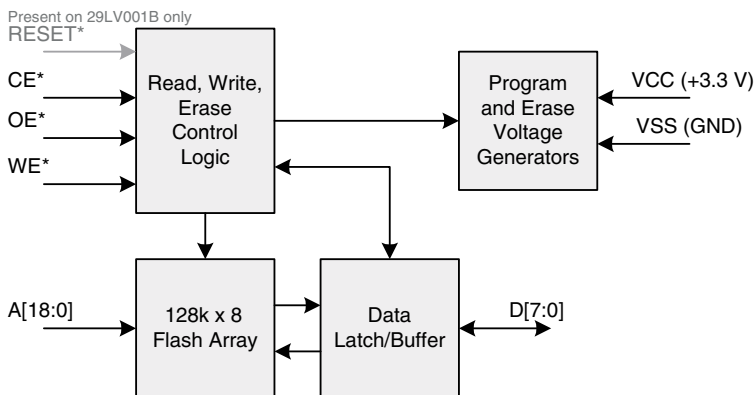 Present on 29LV001B only
RESET*
CE*
OE*
WE*
Read, Write,
Erase
Control
Logic
Program
and Erase
Voltage
Generators
VCC (+3.3 V)
VSS (GND)
A[18:0]
128k x 8
Flash Array
Data
Latch/Buffer
D[7:0]